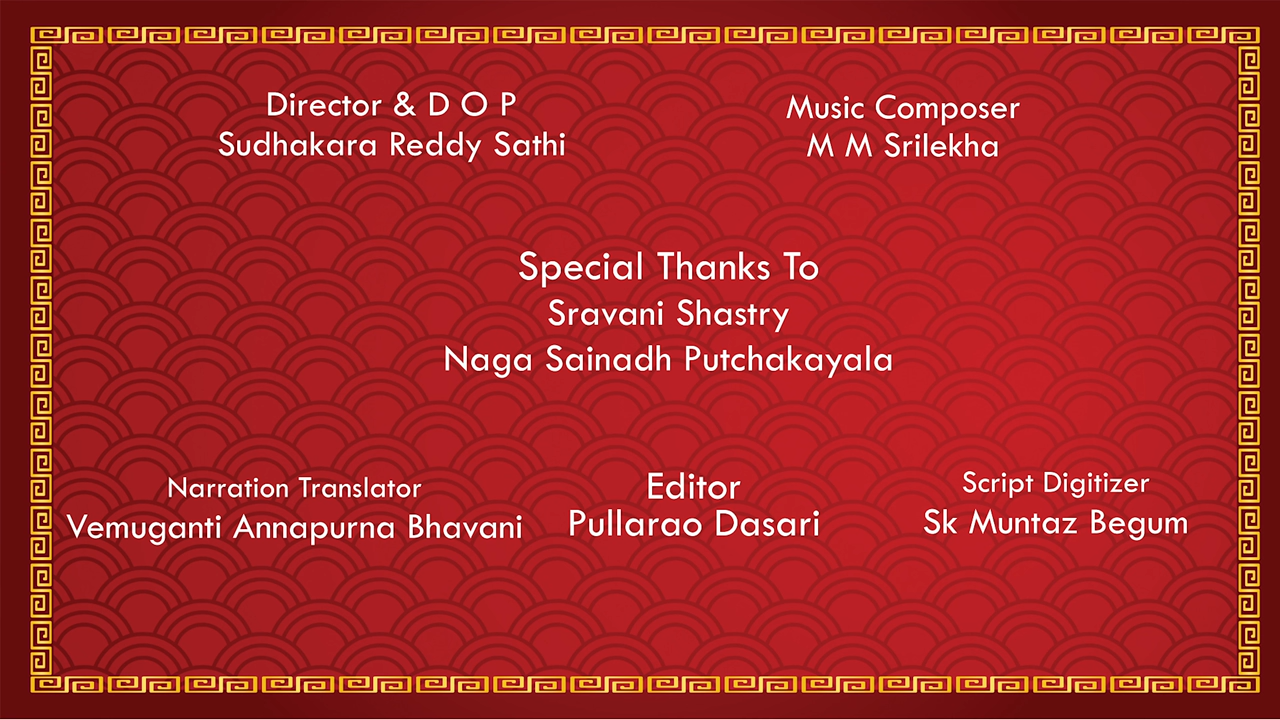 Director & D O P
Sudhakara Reddy Sathi
Music Composer
M M Srilekha
Special Thanks To
Sravani Shastry
Naga Sainadh Putchakayala
Narration Translator
Vemuganti Annapurna Bhavani
Editor
Pullarao Dasari
Script Digitizer
Sk Muntaz Begum